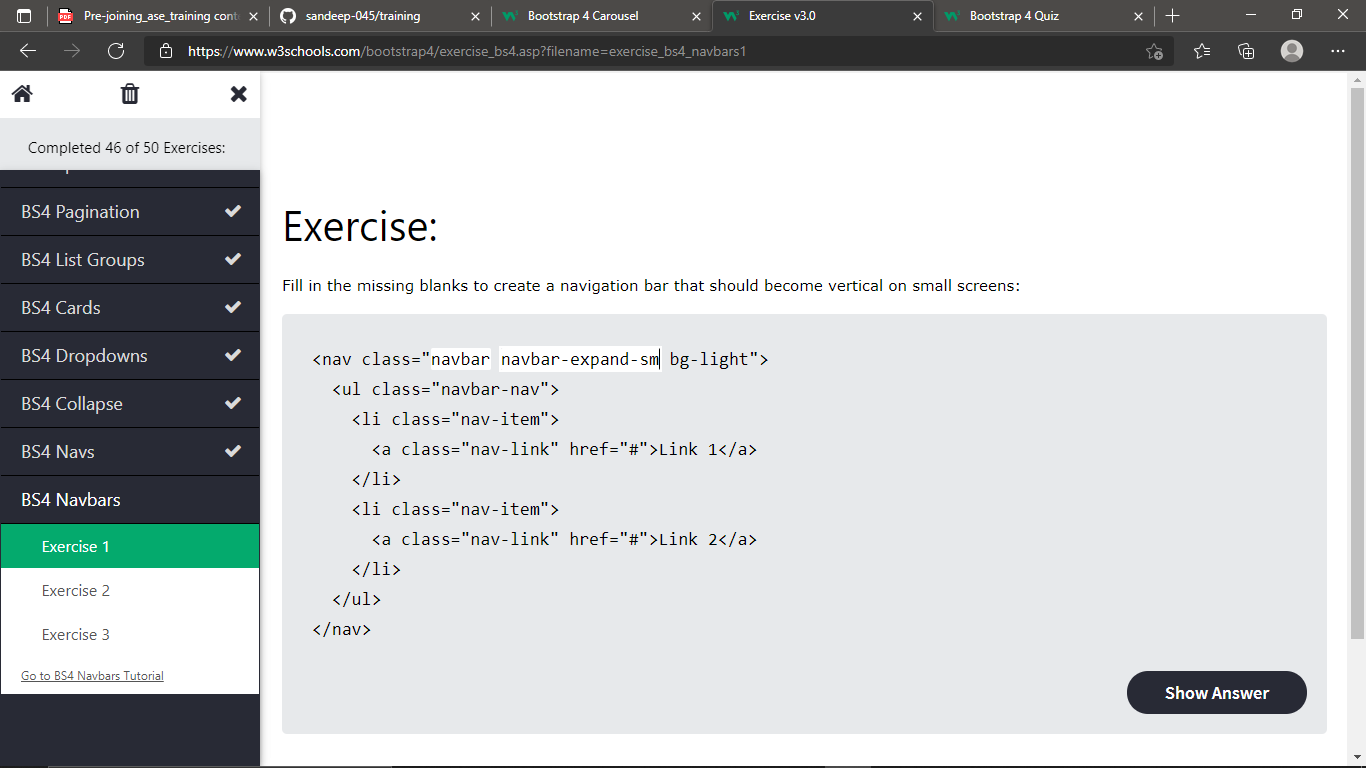 Pre-joining_ase_training cont
sandeep-045/training
Bootstrap 4 Carousel
Exercise v3.0
Bootstrap 4 Quiz
https://www.w3schools.com/bootstrap4/exercise_bs4.asp?filename=exercise_bs4_navbars1
Completed 46 of 50 Exercises:
BS4 Pagination
BS4 List Groups
BS4 Cards
BS4 Dropdowns
BS4 Collapse
BS4 Navs
BS4 Navbars
Exercise 1
Exercise 2
Exercise 3
Go to BS4 Navbars Tutorial
Exercise:
Fill in the missing blanks to create a navigation bar that should become vertical on small screens:
<nav class="navbar navbar-expand-sm bg-light">
<ul class="navbar-nav">
<li class="nav-item">
<a class="nav-link" href="#">Link 1</a>
</li>
<li class="nav-item">
<a class="nav-link" href="#">Link 2</a>
</li>
</ul>
</nav>
Show Answer